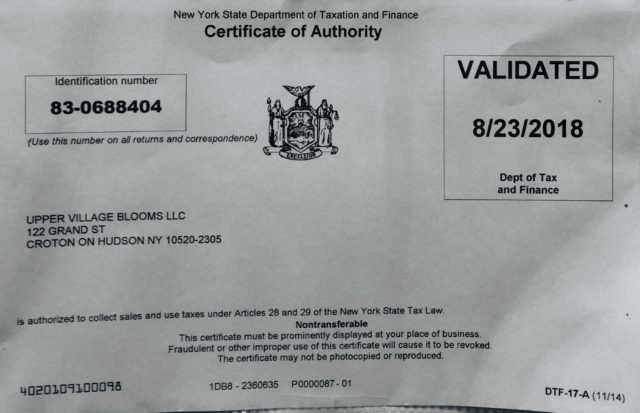 New York State Department of Taxation and Finance
Certificate of Authority
Identification number
83-0688404
(Use this number on all returns and correspondence)
EXCELSIOR
VALIDATED
8/23/2018
Dept of Tax
and Finance
UPPER VILLAGE BLOOMS LLC
122 GRAND ST
CROTON ON HUDSON NY 10520-2305
is authorized to collect sales and use taxes under Articles 28 and 29 of the New York State Tax Law.
Nontransferable
This certificate must be prominently displayed at your place of business.
Fraudulent or other improper use of this certificate will cause it to be revoked.
The certificate may not be photocopied or reproduced.
4020109100098
1DB8 - 2360635 P0000087 - 01
DTF-17-A (11/14)